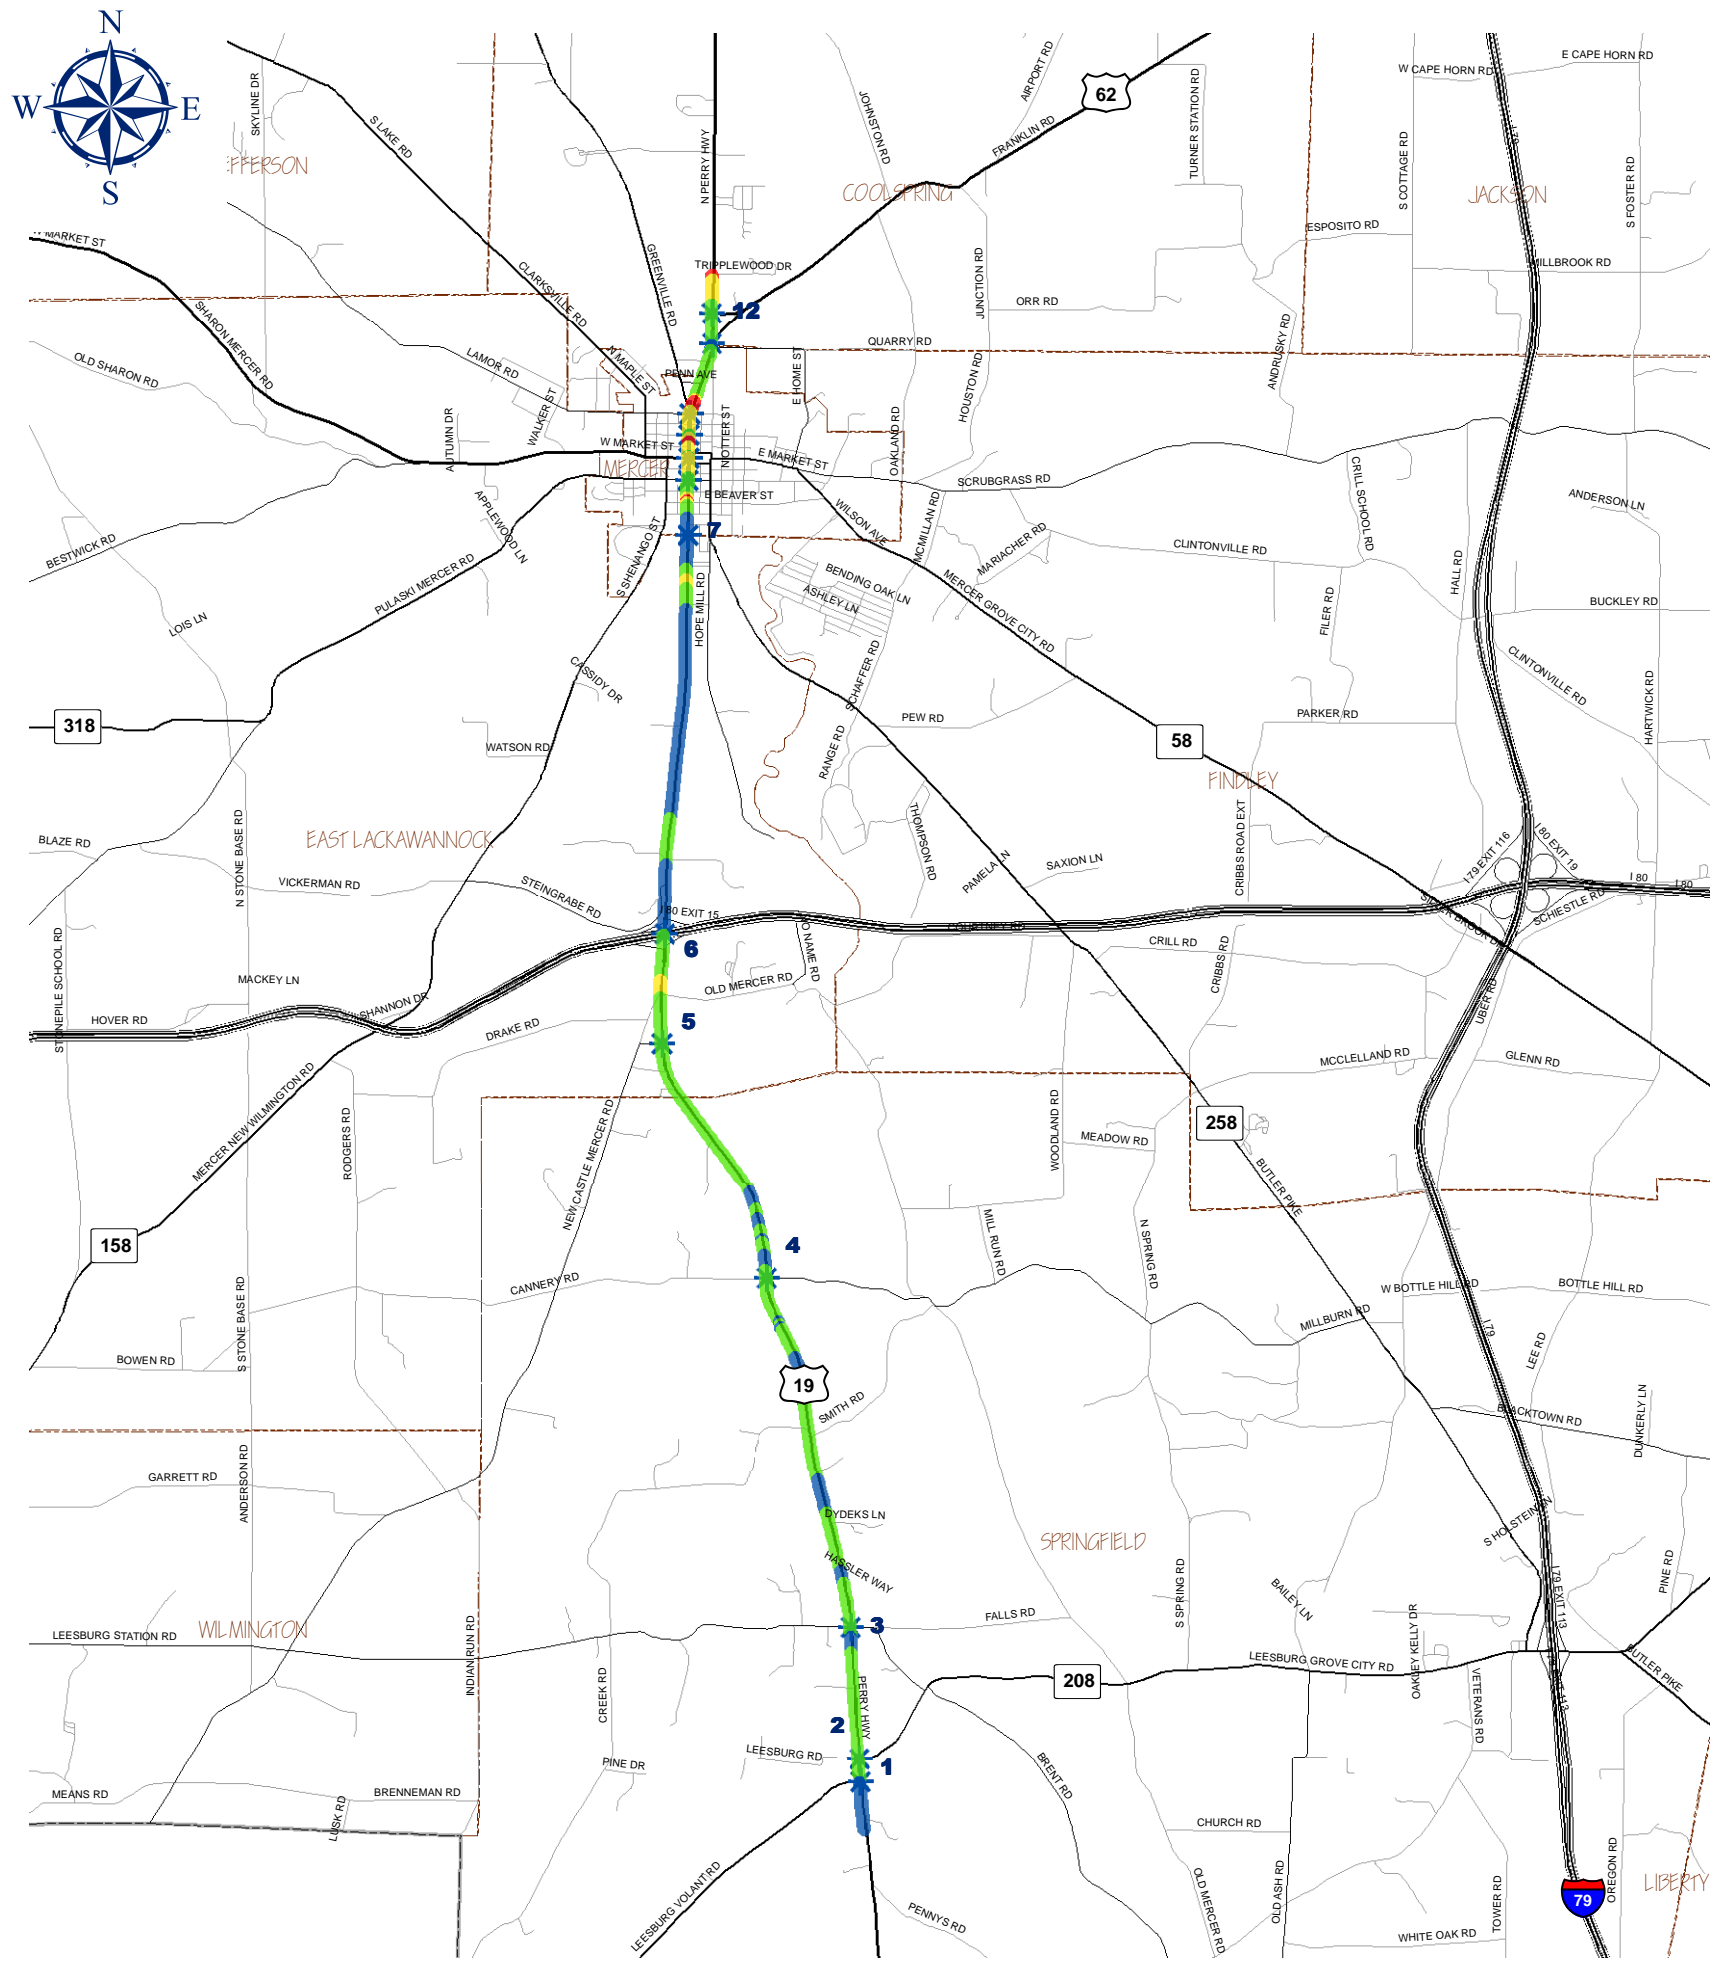 N
W
E
S
E CAPE HORN RD
W CAPE HORN RD
AIRPORT RD
62
TURNER STATION RD
SKYLINE DR
S LAKE RD
JOHNSTON RD
FRANKLIN RD
I 79
S COTTAGE RD
S FOSTER RD
N PERRY HWY
EFFERSON
COOLSPRING
JACKSON
W MARKET ST
ESPOSITO RD
MILLBROOK RD
TRIPPLEWOOD DR
CLARKSVILLE RD
GREENVILLE RD
JUNCTION RD
ORR RD
12
SHARON MERCER RD
QUARRY RD
ANDRUSKY RD
OLD SHARON RD
LAMOR RD
N MAPLE ST
PENN AVE
E HOME ST
HOUSTON RD
AUTUMN DR
WALKER ST
N OTTER ST
OAKLAND RD
W MARKET ST
E MARKET ST
MERCER
SCRUBGRASS RD
CRILL SCHOOL RD
ANDERSON LN
E BEAVER ST
APPLEWOOD LN
WILSON AVE
MCMILLAN RD
7
BESTWICK RD
PULASKI MERCER RD
S SHENANGO ST
MARIACHER RD
CLINTONVILLE RD
HALL RD
BENDING OAK LN
ASHLEY LN
MERCER GROVE CITY RD
FILER RD
BUCKLEY RD
LOIS LN
HOPE MILL RD
CLINTONVILLE RD
CASSIDY DR
SCHAFFER RD
HARTWICK RD
318
PEW RD
PARKER RD
WATSON RD
RANGE RD
58
FINDLEY
BLAZE RD
N STONE BASE RD
EAST LACKAWANNOCK
THOMPSON RD
CRIBBS ROAD EXT
I 79 EXIT 116
I 80 EXIT 19
VICKERMAN RD
STEINGRABE RD
PAMELA LN
SAXION LN
I 80
I 80
I 80 EXIT 15
SCHIESTLE RD
STONEPILE SCHOOL RD
COURTNEY RD
6
CRILL RD
CRIBBS RD
MACKEY LN
OLD MERCER RD
UBER RD
HOVER RD
SHANNON DR
DRAKE RD
5
MCCLELLAND RD
GLENN RD
MERCER NEW WILMINGTON RD
RODGERS RD
NEW CASTLE MERCER RD
WOODLAND RD
MEADOW RD
258
BUTLER PIKE
158
4
MILL RUN RD
N SPRING RD
CANNERY RD
W BOTTLE HILL RD
BOTTLE HILL RD
S STONE BASE RD
MILLBURN RD
I 79
BOWEN RD
LEE RD
19
SMITH RD
BLACKTOWN RD
DUNKERLY LN
GARRETT RD
ANDERSON RD
DYDEKS LN
SPRINGFIELD
HASSLER WAY
S SPRING RD
BAILEY LN
I 79 EXIT 113
PINE RD
WILMINGTON
LEESBURG STATION RD
INDIAN RUN RD
3
FALLS RD
OAKLEY KELLY DR
LEESBURG GROVE CITY RD
208
BUTLER PIKE
CREEK RD
PERRY HWY
VETERANS RD
2
LEESBURG RD
1
PINE DR
BRENT RD
MEANS RD
BRENNEMAN RD
LUSK RD
CHURCH RD
OLD MERCER RD
OLD ASH RD
TOWER RD
OREGON RD
LIBERTY
79
LEESBURG VOLANT RD
PENNYS RD
WHITE OAK RD